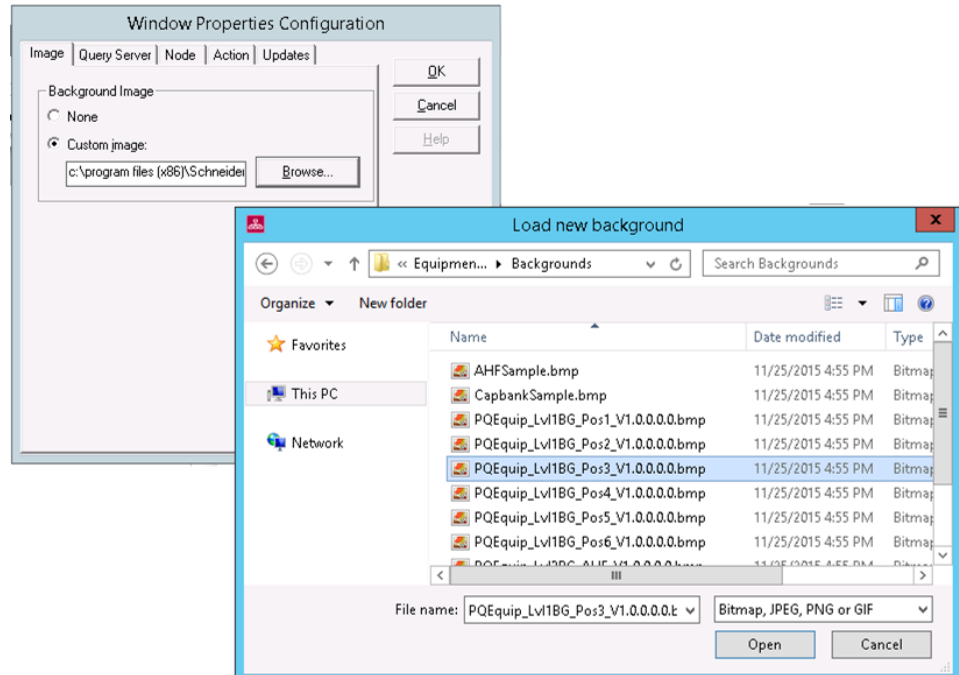 Window Properties Configuration
Image Query Server Node Action Updates
OK
Background Image
None
Cancel
Custom image:
Help
c:\program files (x86)\Schneider
Browse...
Load new background
« Equipmen... Backgrounds
Search Backgrounds
Organize New folder
Favorites
This PC
Network
Name Date modified Type
AHFSample.bmp 11/25/2015 4:55 PM Bitmap
CapbankSample.bmp 11/25/2015 4:55 PM Bitmap
PQEquip_Lvl1BG_Pos1_V1.0.0.0.0.bmp 11/25/2015 4:55 PM Bitmap
PQEquip_Lvl1BG_Pos2_V1.0.0.0.0.bmp 11/25/2015 4:55 PM Bitmap
PQEquip_Lvl1BG_Pos3_V1.0.0.0.0.bmp 11/25/2015 4:55 PM Bitmap
PQEquip_Lvl1BG_Pos4_V1.0.0.0.0.bmp 11/25/2015 4:55 PM Bitmap
PQEquip_Lvl1BG_Pos5_V1.0.0.0.0.bmp 11/25/2015 4:55 PM Bitmap
PQEquip_Lvl1BG_Pos6_V1.0.0.0.0.bmp 11/25/2015 4:55 PM Bitmap
File name: PQEquip_Lvl1BG_Pos3_V1.0.0.0.0.b Bitmap, JPEG, PNG or GIF
Open Cancel